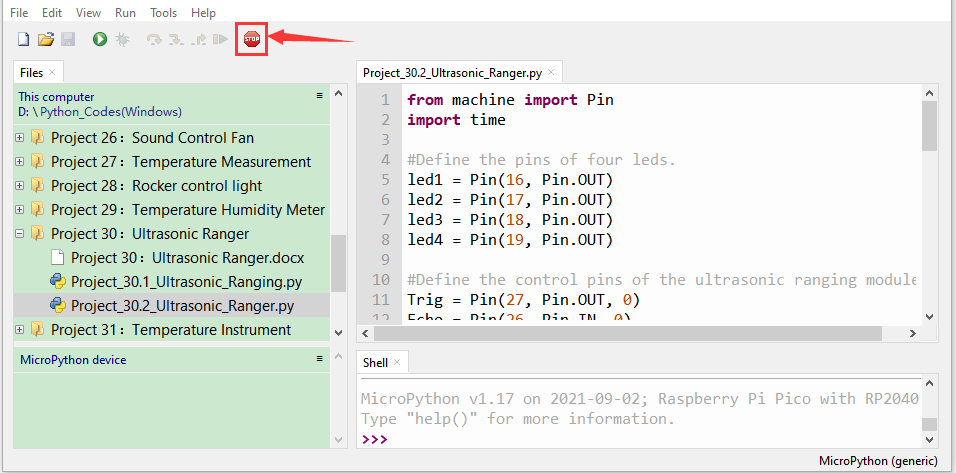 File Edit View Run Tools Help
STOP
Files ×
This computer ≡
D: \ Python_Codes(Windows)
Project 26：Sound Control Fan
Project 27：Temperature Measurement
Project 28：Rocker control light
Project 29：Temperature Humidity Meter
Project 30：Ultrasonic Ranger
Project 30：Ultrasonic Ranger.docx
Project_30.1_Ultrasonic_Ranging.py
Project_30.2_Ultrasonic_Ranger.py
Project 31：Temperature Instrument
MicroPython device ≡
Project_30.2_Ultrasonic_Ranger.py ×
1 from machine import Pin
2 import time
3
4 #Define the pins of four leds.
5 led1 = Pin(16, Pin.OUT)
6 led2 = Pin(17, Pin.OUT)
7 led3 = Pin(18, Pin.OUT)
8 led4 = Pin(19, Pin.OUT)
9
10 #Define the control pins of the ultrasonic ranging module
11 Trig = Pin(27, Pin.OUT, 0)
12 Echo = Pin(26, Pin.IN, 0)
Shell ×
MicroPython v1.17 on 2021-09-02; Raspberry Pi Pico with RP2040
Type "help()" for more information.
>>>
MicroPython (generic)